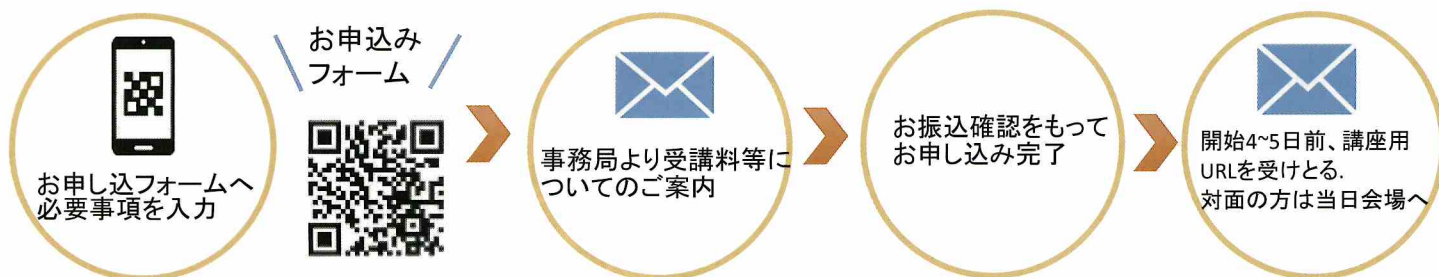 お申し込フォームへ
必要事項を入力
お申込み
フォーム
事務局より受講料等に
ついてのご案内
お振込確認をもって
お申し込み完了
開始4~5日前、講座用
URLを受けとる.
対面の方は当日会場へ